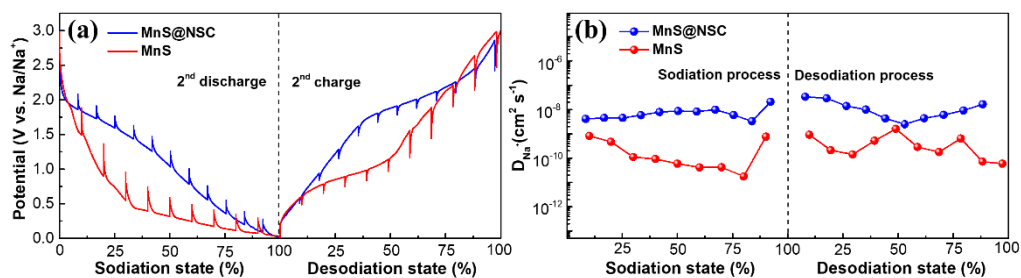 (a)
MnS@NSC
MnS
2nd discharge
2nd charge
Potential (V vs. Na/Na+)
3.0
2.5
2.0
1.5
1.0
0.5
0.0
0 25 50 75 100 25 50 75 100
Sodiation state (%) Desodiation state (%)
(b)
MnS@NSC
MnS
Sodiation process Desodiation process
DNa+(cm2 s-1)
10-6
10-8
10-10
10-12
25 50 75 100 25 50 75 100
Sodiation state (%) Desodiation state (%)